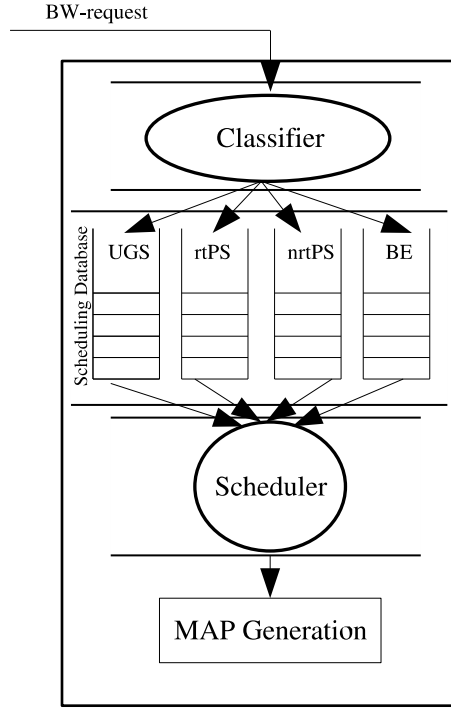 BW-request
Classifier
UGS
rtPS
nrtPS
BE
Scheduling Database
Scheduler
MAP Generation